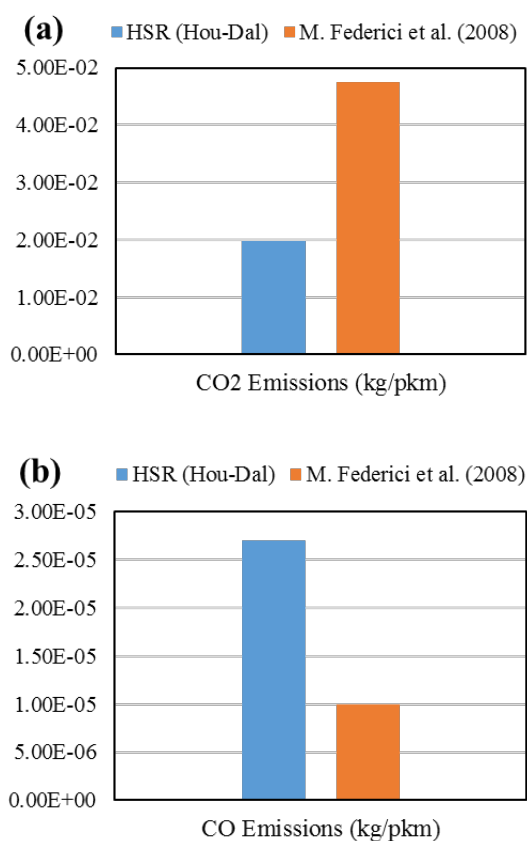 (a)
HSR (Hou-Dal) M. Federici et al. (2008)
5.00E-02
4.00E-02
3.00E-02
2.00E-02
1.00E-02
0.00E+00
CO2 Emissions (kg/pkm)
(b)
HSR (Hou-Dal) M. Federici et al. (2008)
3.00E-05
2.50E-05
2.00E-05
1.50E-05
1.00E-05
5.00E-06
0.00E+00
CO Emissions (kg/pkm)